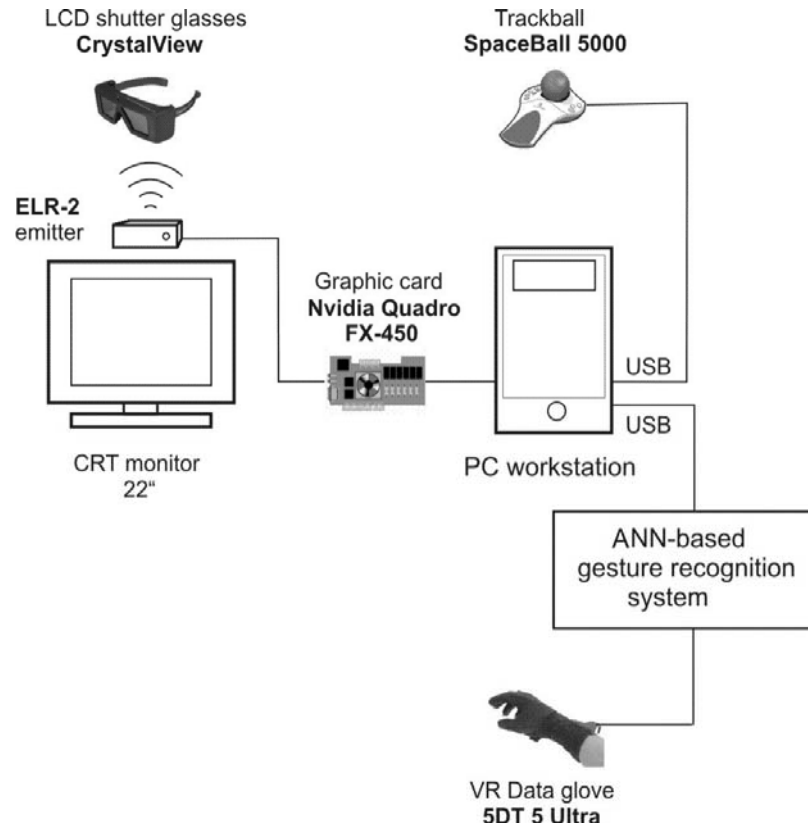 LCD shutter glasses
CrystalView
Trackball
SpaceBall 5000
ELR-2
emitter
Graphic card
Nvidia Quadro
FX-450
USB
USB
CRT monitor
22“
PC workstation
ANN-based
gesture recognition
system
VR Data glove
5DT 5 Ultra